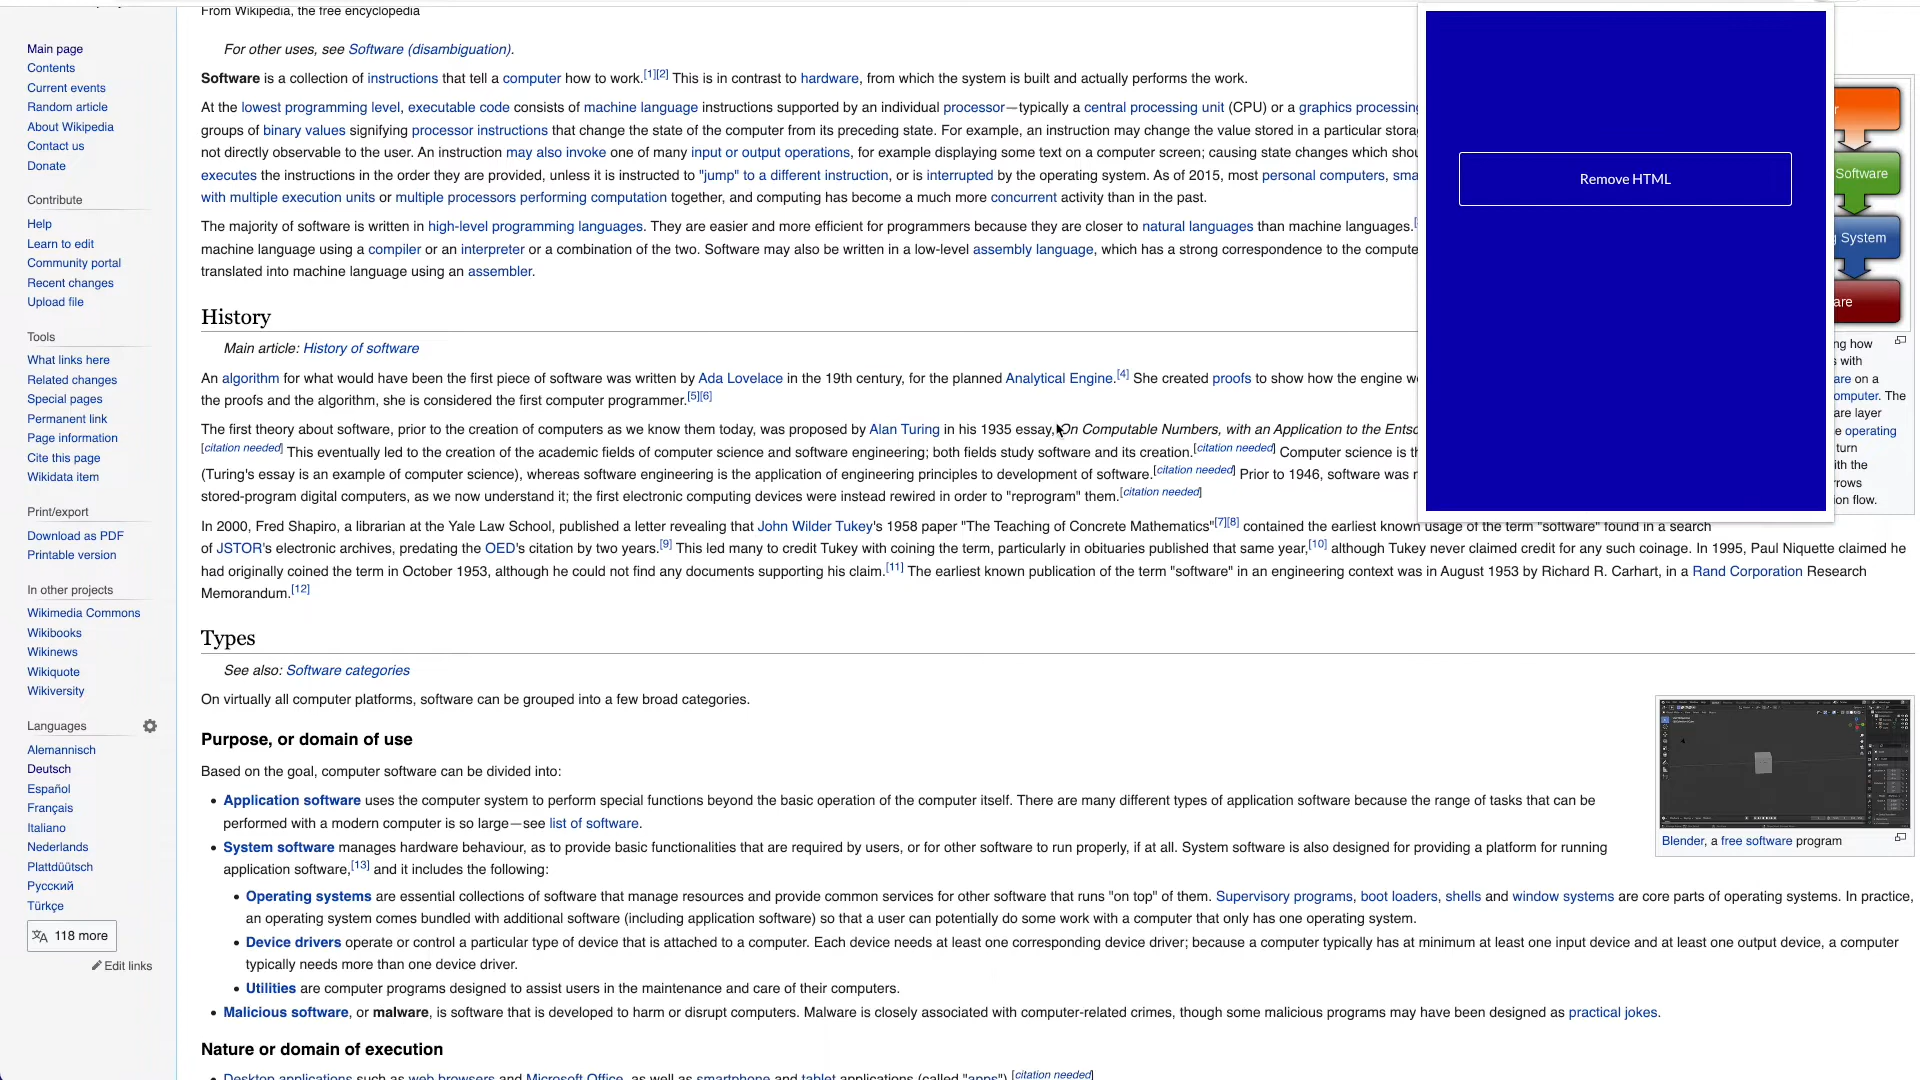 From Wikipedia, the free encyclopedia
Main page
Contents
Current events
Random article
About Wikipedia
Contact us
Donate
Contribute
Help
Learn to edit
Community portal
Recent changes
Upload file
Tools
What links here
Related changes
Special pages
Permanent link
Page information
Cite this page
Wikidata item
Print/export
Download as PDF
Printable version
In other projects
Wikimedia Commons
Wikibooks
Wikinews
Wikiquote
Wikiversity
Languages
Alemannisch
Deutsch
Español
Français
Italiano
Nederlands
Plattdüütsch
Русский
Türkçe
118 more
Edit links
For other uses, see Software (disambiguation).
Software is a collection of instructions that tell a computer how to work.[1][2] This is in contrast to hardware, from which the system is built and actually performs the work.
At the lowest programming level, executable code consists of machine language instructions supported by an individual processor—typically a central processing unit (CPU) or a graphics processing
groups of binary values signifying processor instructions that change the state of the computer from its preceding state. For example, an instruction may change the value stored in a particular
not directly observable to the user. An instruction may also invoke one of many input or output operations, for example displaying some text on a computer screen; causing state changes which
executes the instructions in the order they are provided, unless it is instructed to "jump" to a different instruction, or is interrupted by the operating system. As of 2015, most personal computers,
with multiple execution units or multiple processors performing computation together, and computing has become a much more concurrent activity than in the past.
The majority of software is written in high-level programming languages. They are easier and more efficient for programmers because they are closer to natural languages than machine languages.
machine language using a compiler or an interpreter or a combination of the two. Software may also be written in a low-level assembly language, which has a strong correspondence to the
translated into machine language using an assembler.
History
Main article: History of software
An algorithm for what would have been the first piece of software was written by Ada Lovelace in the 19th century, for the planned Analytical Engine.[4] She created proofs to show how the engine
the proofs and the algorithm, she is considered the first computer programmer.[5][6]
The first theory about software, prior to the creation of computers as we know them today, was proposed by Alan Turing in his 1935 essay, On Computable Numbers, with an Application to the
[citation needed] This eventually led to the creation of the academic fields of computer science and software engineering; both fields study software and its creation.[citation needed] Computer science is
(Turing's essay is an example of computer science), whereas software engineering is the application of engineering principles to development of software.[citation needed] Prior to 1946, software was
stored-program digital computers, as we now understand it; the first electronic computing devices were instead rewired in order to "reprogram" them.[citation needed]
In 2000, Fred Shapiro, a librarian at the Yale Law School, published a letter revealing that John Wilder Tukey's 1958 paper "The Teaching of Concrete Mathematics"[7][8] contained the earliest known usage of the term "software" found in a search
of JSTOR's electronic archives, predating the OED's citation by two years.[9] This led many to credit Tukey with coining the term, particularly in obituaries published that same year,[10] although Tukey never claimed credit for any such coinage. In 1995, Paul Niquette claimed he
had originally coined the term in October 1953, although he could not find any documents supporting his claim.[11] The earliest known publication of the term "software" in an engineering context was in August 1953 by Richard R. Carhart, in a Rand Corporation Research
Memorandum.[12]
Types
See also: Software categories
On virtually all computer platforms, software can be grouped into a few broad categories.
Purpose, or domain of use
Based on the goal, computer software can be divided into:
Application software uses the computer system to perform special functions beyond the basic operation of the computer itself. There are many different types of application software because the range of tasks that can be
performed with a modern computer is so large—see list of software.
System software manages hardware behaviour, as to provide basic functionalities that are required by users, or for other software to run properly, if at all. System software is also designed for providing a platform for running
application software,[13] and it includes the following:
Operating systems are essential collections of software that manage resources and provide common services for other software that runs "on top" of them. Supervisory programs, boot loaders, shells and window systems are core parts of operating systems. In practice,
an operating system comes bundled with additional software (including application software) so that a user can potentially do some work with a computer that only has one operating system.
Device drivers operate or control a particular type of device that is attached to a computer. Each device needs at least one corresponding device driver; because a computer typically has at minimum at least one input device and at least one output device, a computer
typically needs more than one device driver.
Utilities are computer programs designed to assist users in the maintenance and care of their computers.
Malicious software, or malware, is software that is developed to harm or disrupt computers. Malware is closely associated with computer-related crimes, though some malicious programs may have been designed as practical jokes.
Nature or domain of execution
Desktop applications such as web browsers and Microsoft Office, as well as smartphone and tablet applications (called "apps").[citation needed]
Remove HTML
Software
System
how
with
on a
computer. The
layer
operating
turn
with the
flow.
Blender, a free software program